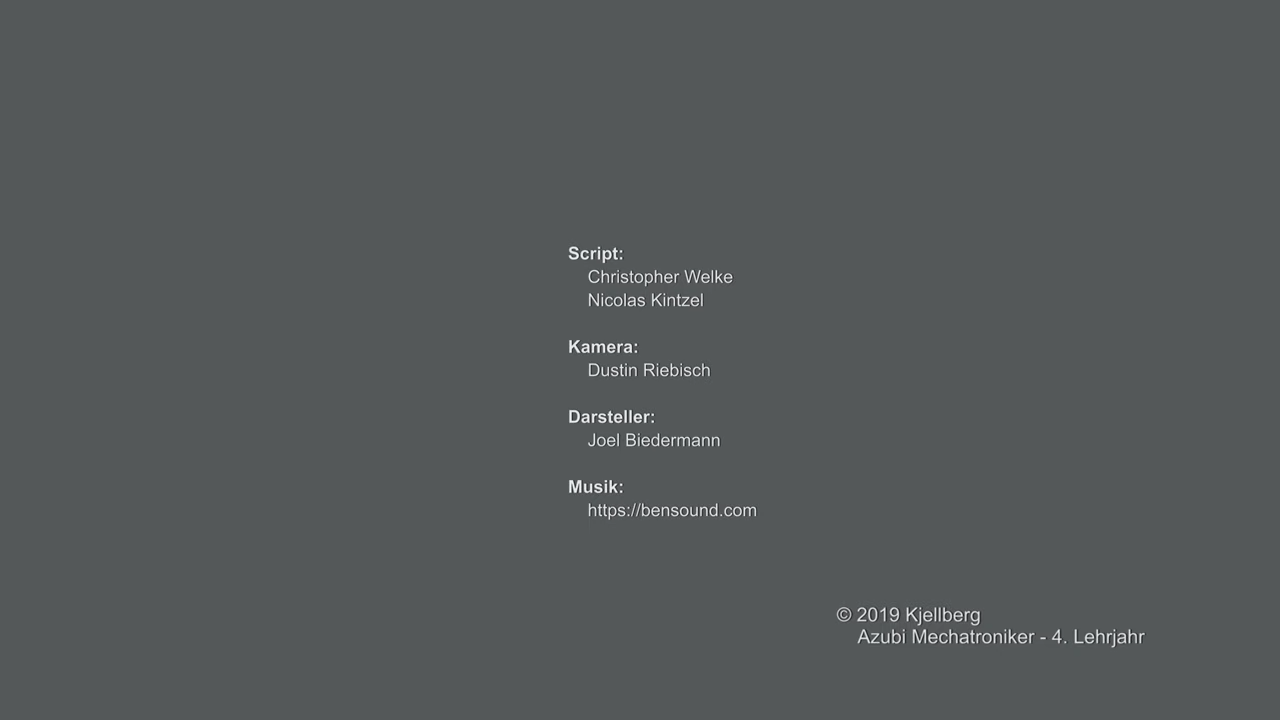 Script:
Christopher Welke
Nicolas Kintzel
Kamera:
Dustin Riebisch
Darsteller:
Joel Biedermann
Musik:
https://bensound.com
© 2019 Kjellberg
Azubi Mechatroniker - 4. Lehrjahr